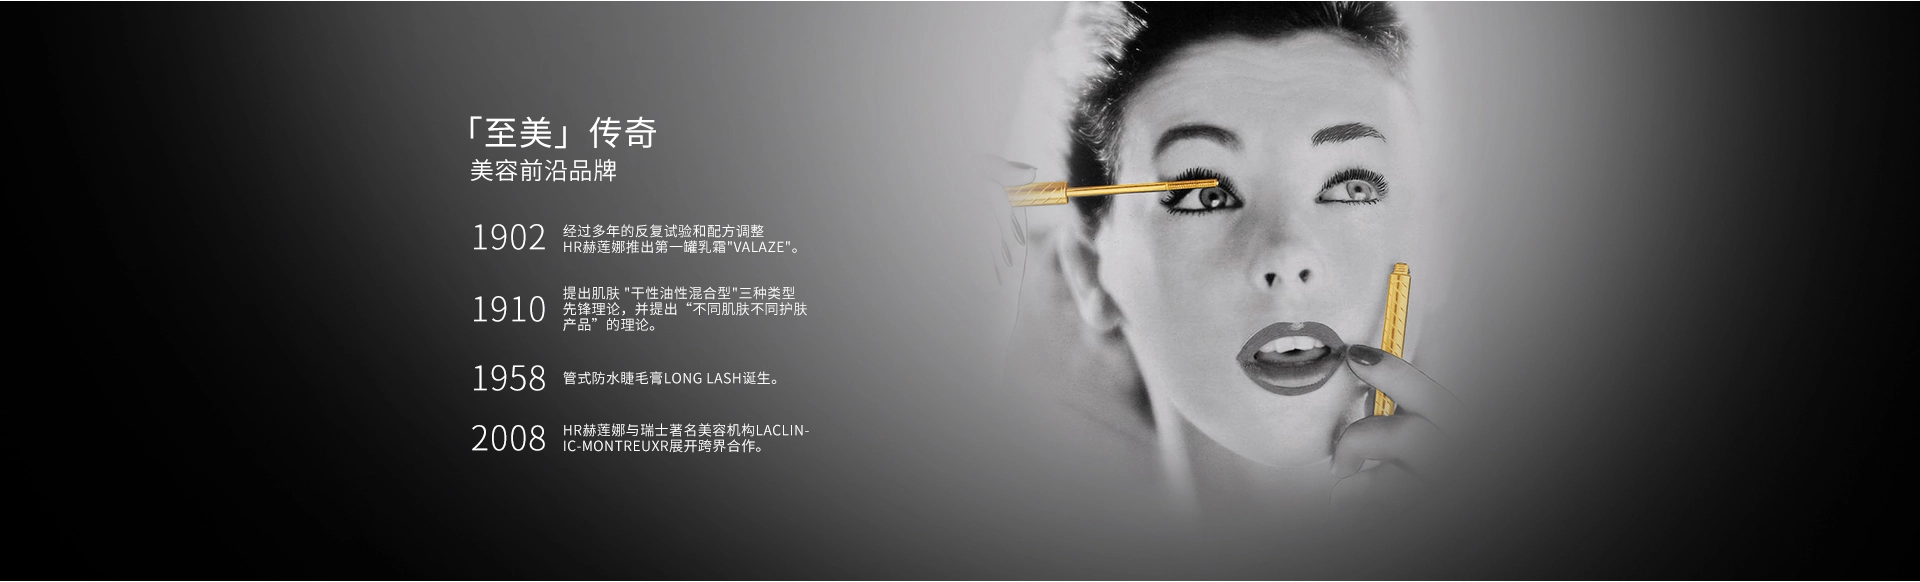 「至美」传奇
美容前沿品牌
1902
经过多年的反复试验和配方调整
HR赫莲娜推出第一罐乳霜"VALAZE"。
1910
提出肌肤 "干性油性混合型"三种类型
先锋理论，并提出“不同肌肤不同护肤
产品”的理论。
1958
管式防水睫毛膏LONG LASH诞生。
2008
HR赫莲娜与瑞士著名美容机构LACLIN-
IC-MONTREUXR展开跨界合作。